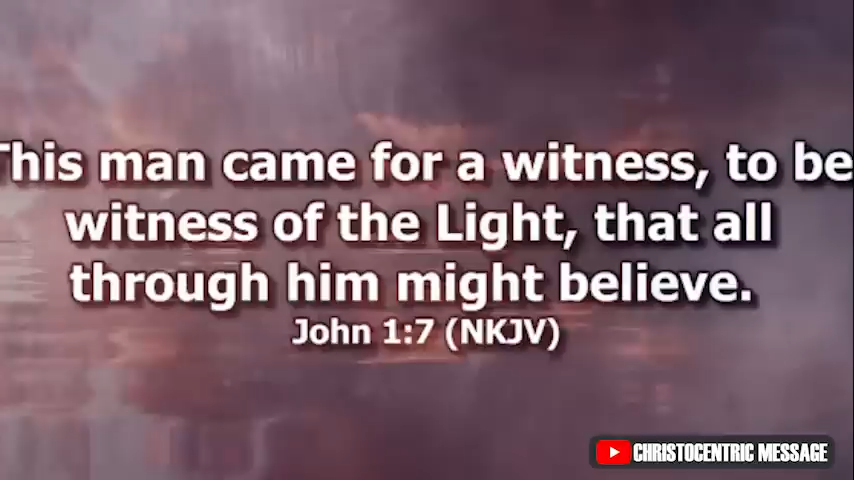 This man came for a witness, to be
witness of the Light, that all
through him might believe.
John 1:7 (NKJV)
CHRISTOCENTRIC MESSAGE